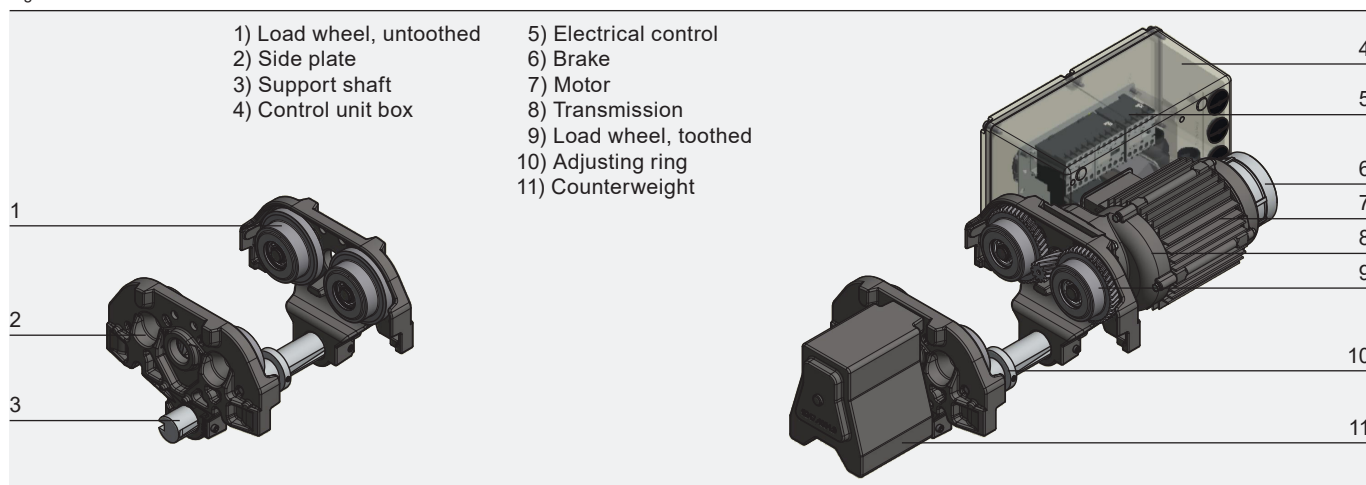 1) Load wheel, untoothed
2) Side plate
3) Support shaft
4) Control unit box
5) Electrical control
6) Brake
7) Motor
8) Transmission
9) Load wheel, toothed
10) Adjusting ring
11) Counterweight
1
2
3
4
5
6
7
8
9
10
11